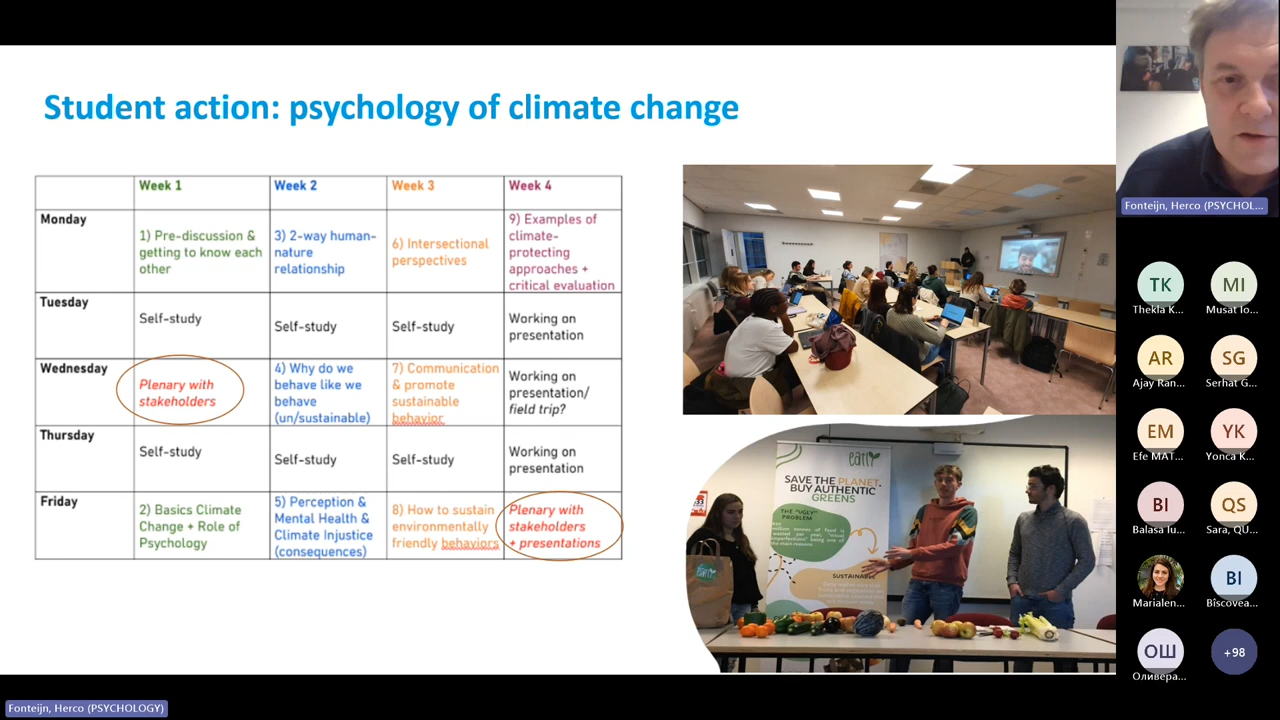 Student action: psychology of climate change
Week 1
Week 2
Week 3
Week 4
Monday
1) Pre-discussion &
getting to know each
other
3) 2-way human-
nature
relationship
6) Intersectional
perspectives
9) Examples of
climate-
protecting
approaches +
critical evaluation
Tuesday
Self-study
Self-study
Self-study
Working on
presentation
Wednesday
Plenary with
stakeholders
4) Why do we
behave like we
behave
(un/sustainable)
7) Communication
& promote
sustainable
behavior
Working on
presentation/
field trip?
Thursday
Self-study
Self-study
Self-study
Working on
presentation
Friday
2) Basics Climate
Change + Role of
Psychology
5) Perception &
Mental Health &
Climate Injustice
(consequences)
8) How to sustain
environmentally
friendly behaviors
Plenary with
stakeholders
+ presentations
eatly
SAVE THE PLANET.
BUY AUTHENTIC
GREENS
THE "UGLY"
PROBLEM
SUSTAINABLE
Fonteijn, Herco (PSYCHOL...
TK
Thekla K...
MI
Musat Io...
AR
Ajay Ran...
SG
Serhat G...
EM
Efe MAT...
YK
Yonca K...
BI
Balasa Iu...
QS
Sara, QU...
Marialen...
BI
Bîscovea...
ОШ
Оливера...
+98
Fonteijn, Herco (PSYCHOLOGY)